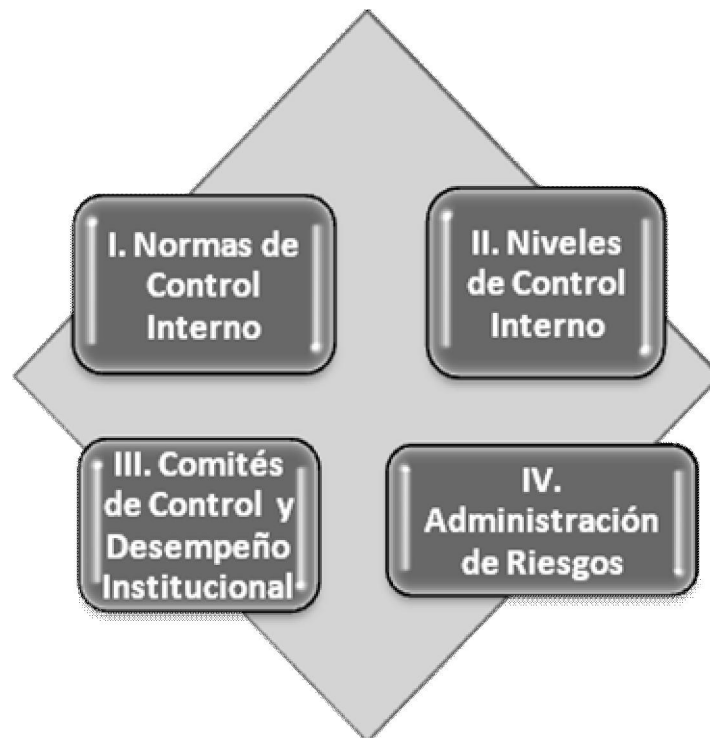 I. Normas de
Control
Interno
II. Niveles
de Control
Interno
III. Comités
de Control y
Desempeño
Institucional
IV.
Administración
de Riesgos